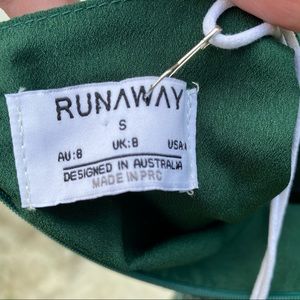 RUNAWAY
S
AU:8 UK:8 USA
DESIGNED IN AUSTRALIA
MADE IN PRC